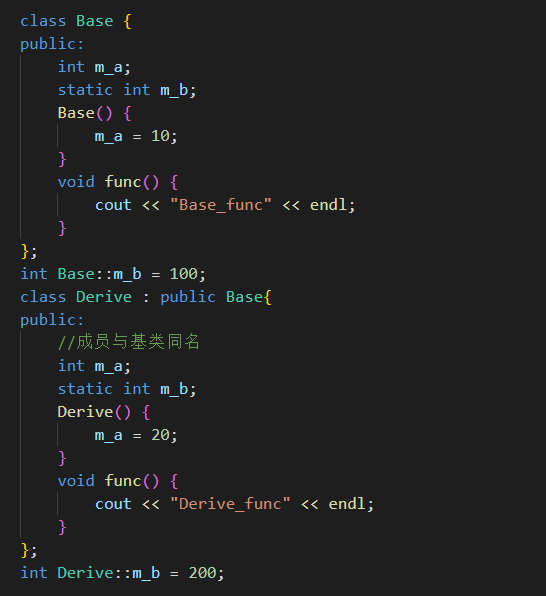 class Base {
public:
    int m_a;
    static int m_b;
    Base() {
        m_a = 10;
    }
    void func() {
        cout << "Base_func" << endl;
    }
};
int Base::m_b = 100;
class Derive : public Base{
public:
    //成员与基类同名
    int m_a;
    static int m_b;
    Derive() {
        m_a = 20;
    }
    void func() {
        cout << "Derive_func" << endl;
    }
};
int Derive::m_b = 200;